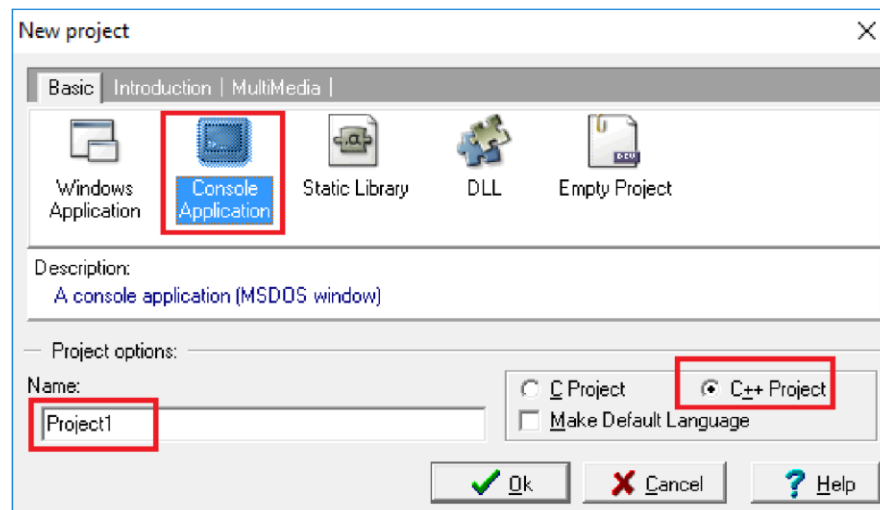 New project
Basic Introduction MultiMedia
Windows Application
Console Application
Static Library
DLL
Empty Project
Description:
A console application (MSDOS window)
Project options:
Name:
Project1
C Project
C++ Project
Make Default Language
Ok
Cancel
Help